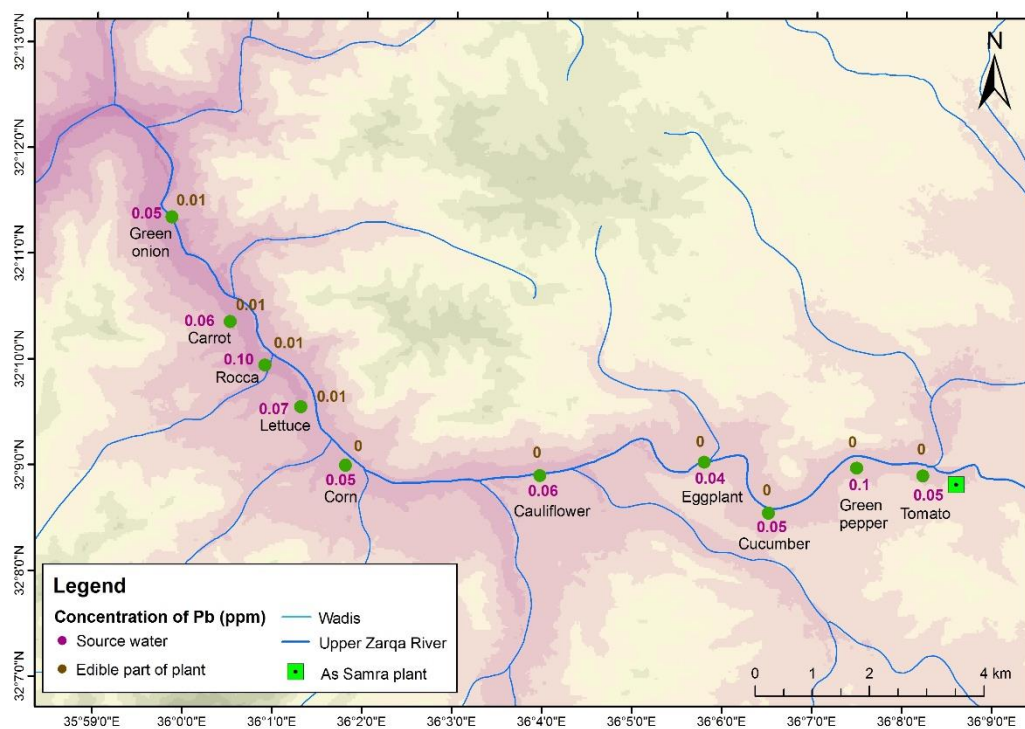 32°13'0"N
32°12'0"N
32°11'0"N
32°10'0"N
32°9'0"N
32°8'0"N
32°7'0"N
N
0.05
0.01
Green
onion
0.01
0.06
Carrot
0.01
0.10
Rocca
0.01
0.07
Lettuce
0
0.05
Corn
0
0.06
Cauliflower
0
0.04
Eggplant
0
0.05
Cucumber
0
0.1
Green
pepper
0
0.05
Tomato
Legend
Concentration of Pb (ppm)
Source water
Edible part of plant
Wadis
Upper Zarqa River
As Samra plant
0 1 2 4 km
35°59'0"E 36°0'0"E 36°1'0"E 36°2'0"E 36°3'0"E 36°4'0"E 36°5'0"E 36°6'0"E 36°7'0"E 36°8'0"E 36°9'0"E